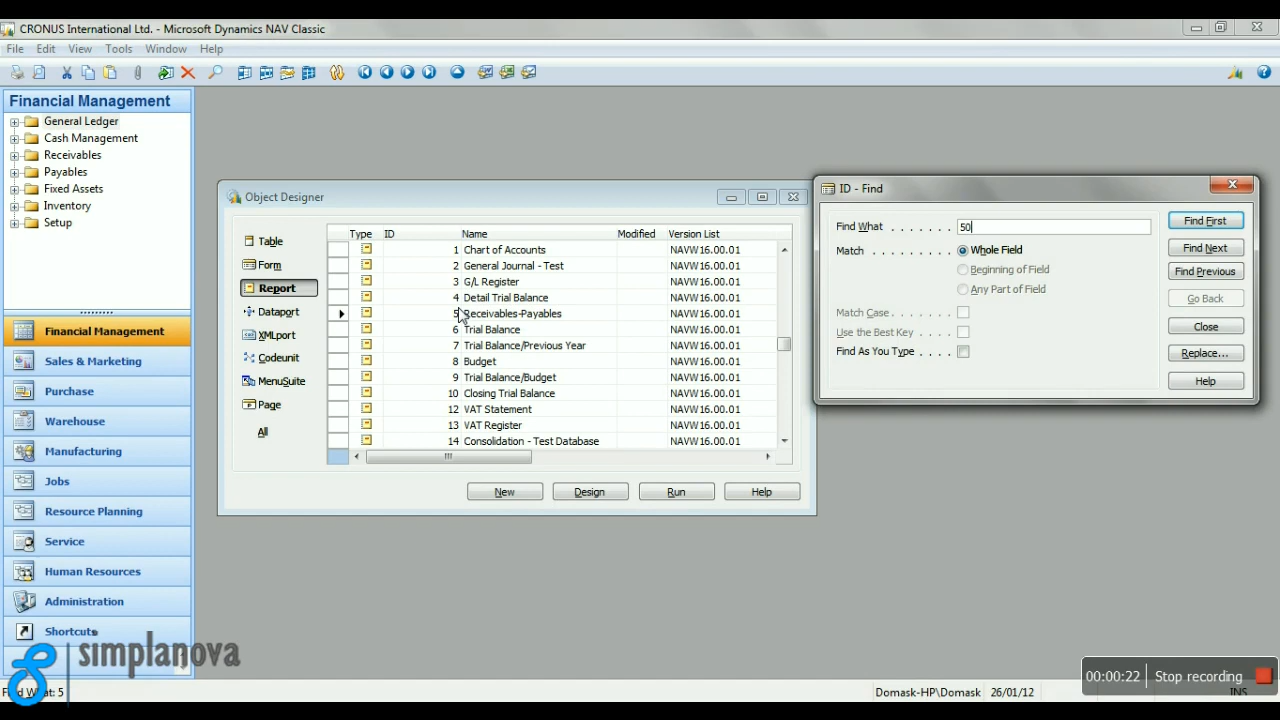 CRONUS International Ltd. - Microsoft Dynamics NAV Classic
File Edit View Tools Window Help
Financial Management
General Ledger
Cash Management
Receivables
Payables
Fixed Assets
Inventory
Setup
Financial Management
Sales & Marketing
Purchase
Warehouse
Manufacturing
Jobs
Resource Planning
Service
Human Resources
Administration
Shortcuts
simplanova
Object Designer
Table
Form
Report
Dataport
XMLport
Codeunit
MenuSuite
Page
All
Type ID Name Modified Version List
1 Chart of Accounts NAVW16.00.01
2 General Journal - Test NAVW16.00.01
3 G/L Register NAVW16.00.01
4 Detail Trial Balance NAVW16.00.01
5 Receivables-Payables NAVW16.00.01
6 Trial Balance NAVW16.00.01
7 Trial Balance/Previous Year NAVW16.00.01
8 Budget NAVW16.00.01
9 Trial Balance/Budget NAVW16.00.01
10 Closing Trial Balance NAVW16.00.01
12 VAT Statement NAVW16.00.01
13 VAT Register NAVW16.00.01
14 Consolidation - Test Database NAVW16.00.01
New Design Run Help
ID - Find
Find What . . . . . . . 50
Match . . . . . . . . . Whole Field
Beginning of Field
Any Part of Field
Match Case. . . . . . .
Use the Best Key . . . .
Find As You Type . . . .
Find First
Find Next
Find Previous
Go Back
Close
Replace...
Help
00:00:22 Stop recording
Find What: 5
Domask-HP\Domask 26/01/12 INS